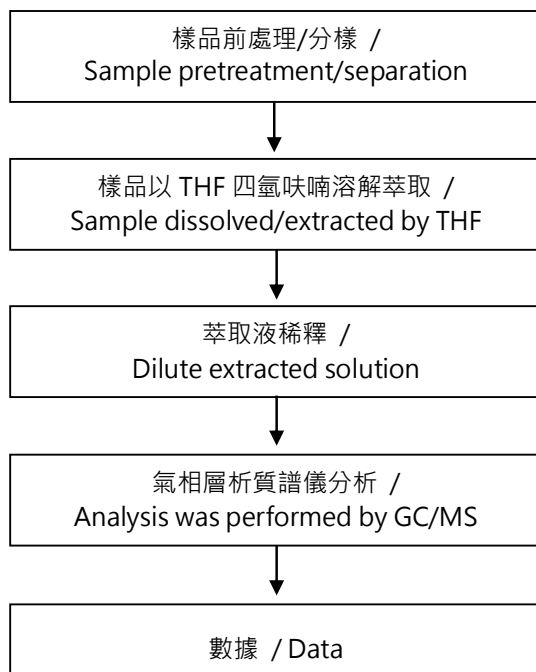 樣品前處理/分樣 /
Sample pretreatment/separation
樣品以 THF 四氫呋喃溶解萃取 /
Sample dissolved/extracted by THF
萃取液稀釋 /
Dilute extracted solution
氣相層析質譜儀分析 /
Analysis was performed by GC/MS
數據 / Data